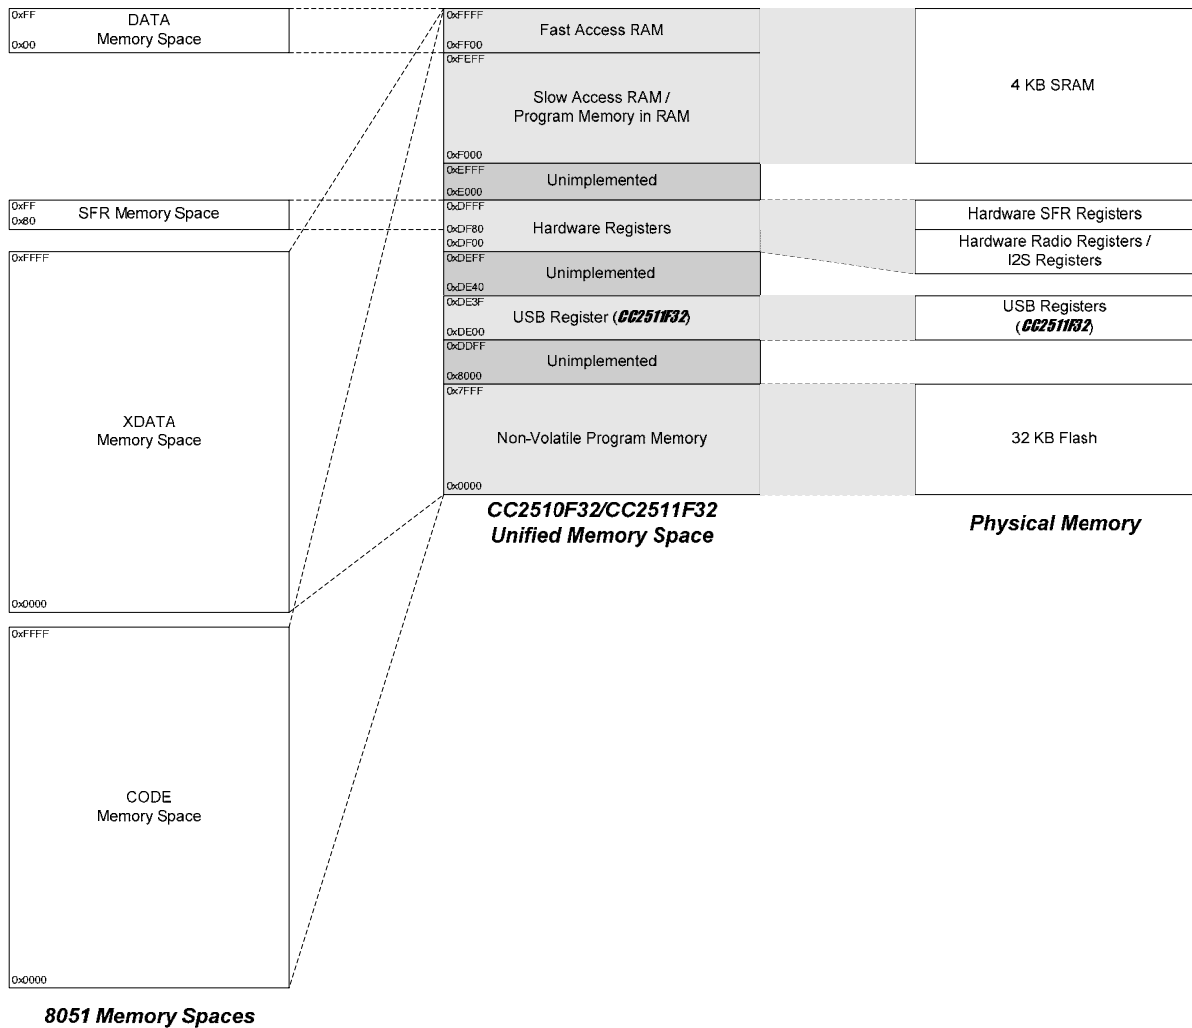 0xFF
DATA
Memory Space
0x00
0xFF
SFR Memory Space
0x80
0xFFFF
XDATA
Memory Space
0x0000
0xFFFF
CODE
Memory Space
0x0000
8051 Memory Spaces
0xFFFF
Fast Access RAM
0xFF00
0xFEFF
Slow Access RAM /
Program Memory in RAM
0xF000
0xEFFF
Unimplemented
0xE000
0xDFFF
Hardware Registers
0xDF80
0xDF00
0xDEFF
Unimplemented
0xDE40
0xDE3F
USB Register (CC2511F32)
0xDE00
0xDDFF
Unimplemented
0x8000
0x7FFF
Non-Volatile Program Memory
0x0000
CC2510F32/CC2511F32
Unified Memory Space
4 KB SRAM
Hardware SFR Registers
Hardware Radio Registers /
I2S Registers
USB Registers
(CC2511F32)
32 KB Flash
Physical Memory